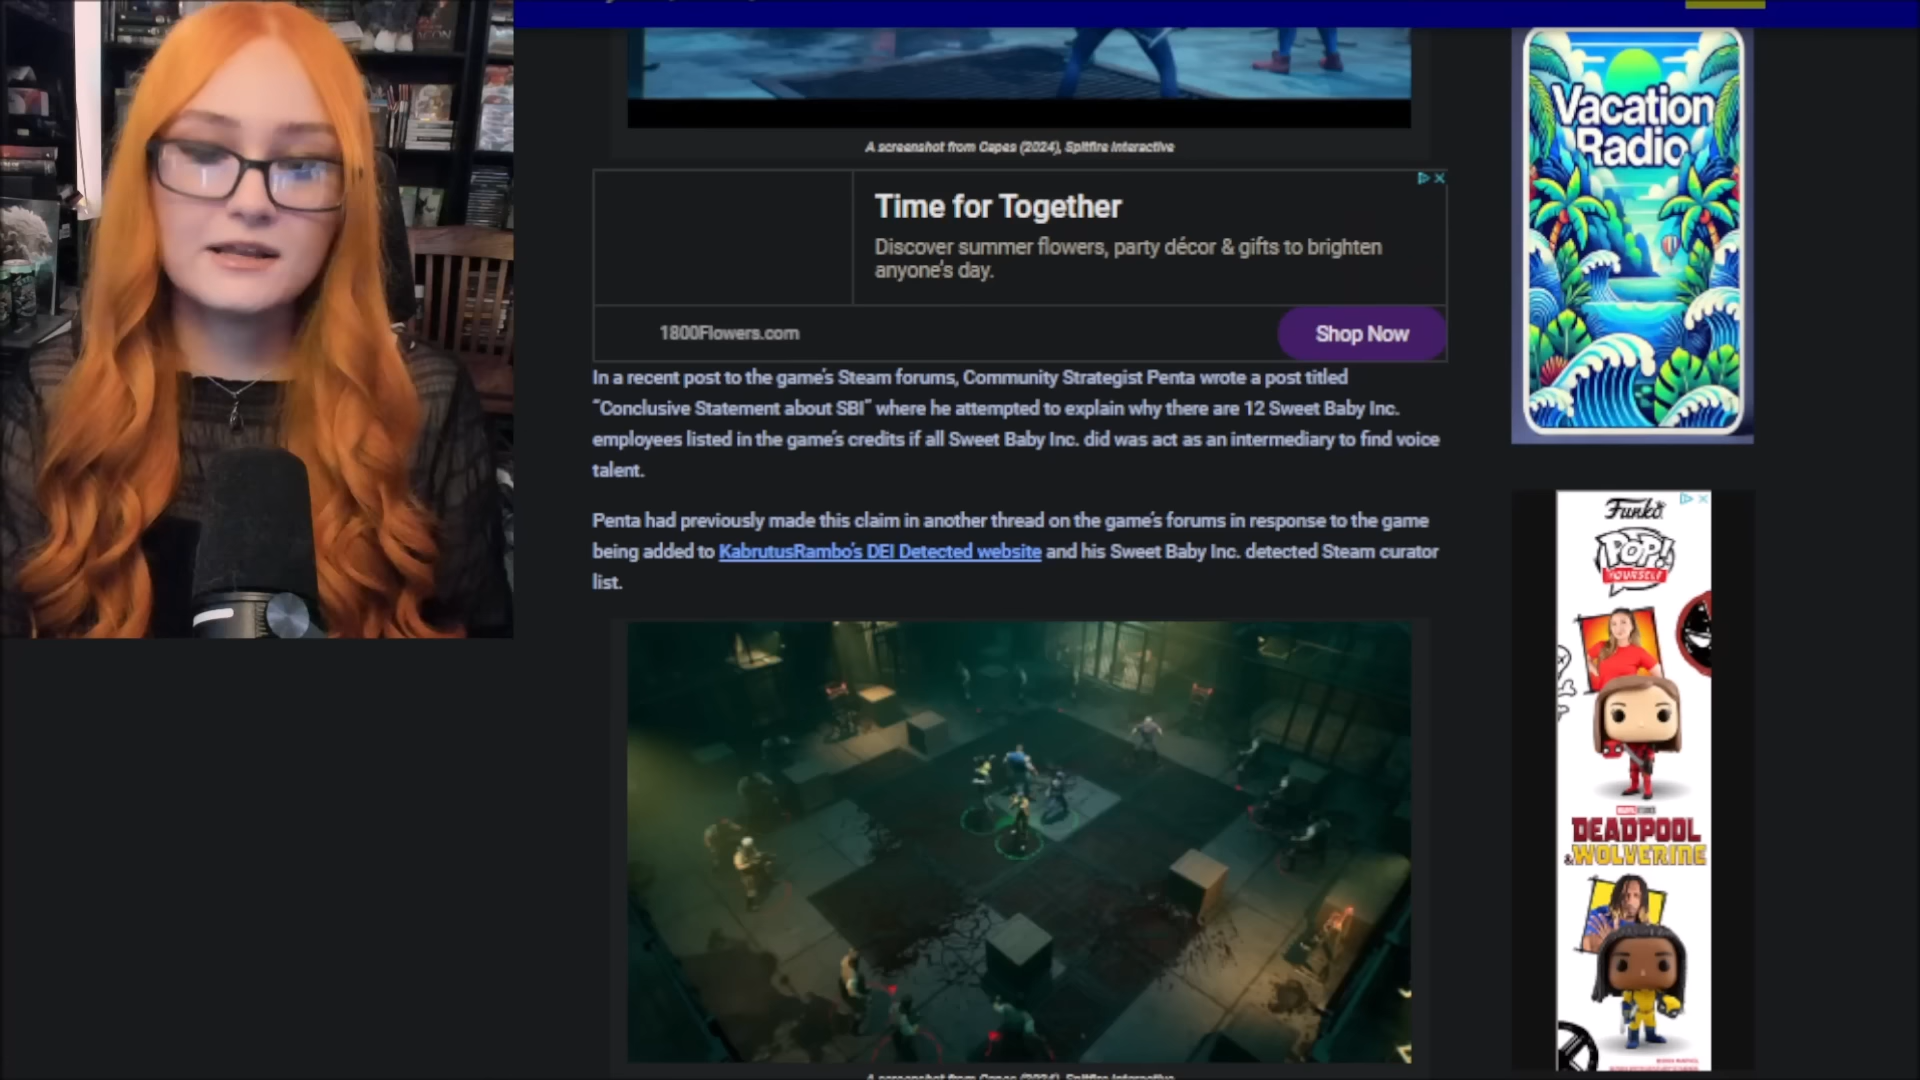 A screenshot from Capes (2024), Spitfire Interactive
Time for Together
Discover summer flowers, party décor & gifts to brighten
anyone's day.
1800Flowers.com
Shop Now
In a recent post to the game's Steam forums, Community Strategist Penta wrote a post titled
"Conclusive Statement about SBI" where he attempted to explain why there are 12 Sweet Baby Inc.
employees listed in the game's credits if all Sweet Baby Inc. did was act as an intermediary to find voice
talent.
Penta had previously made this claim in another thread on the game's forums in response to the game
being added to KabrutusRambo's DEI Detected website and his Sweet Baby Inc. detected Steam curator
list.
A screenshot from Capes (2024), Spitfire Interactive
Vacation
Radio
Funko
POP!
YOURSELF
DEADPOOL
& WOLVERINE